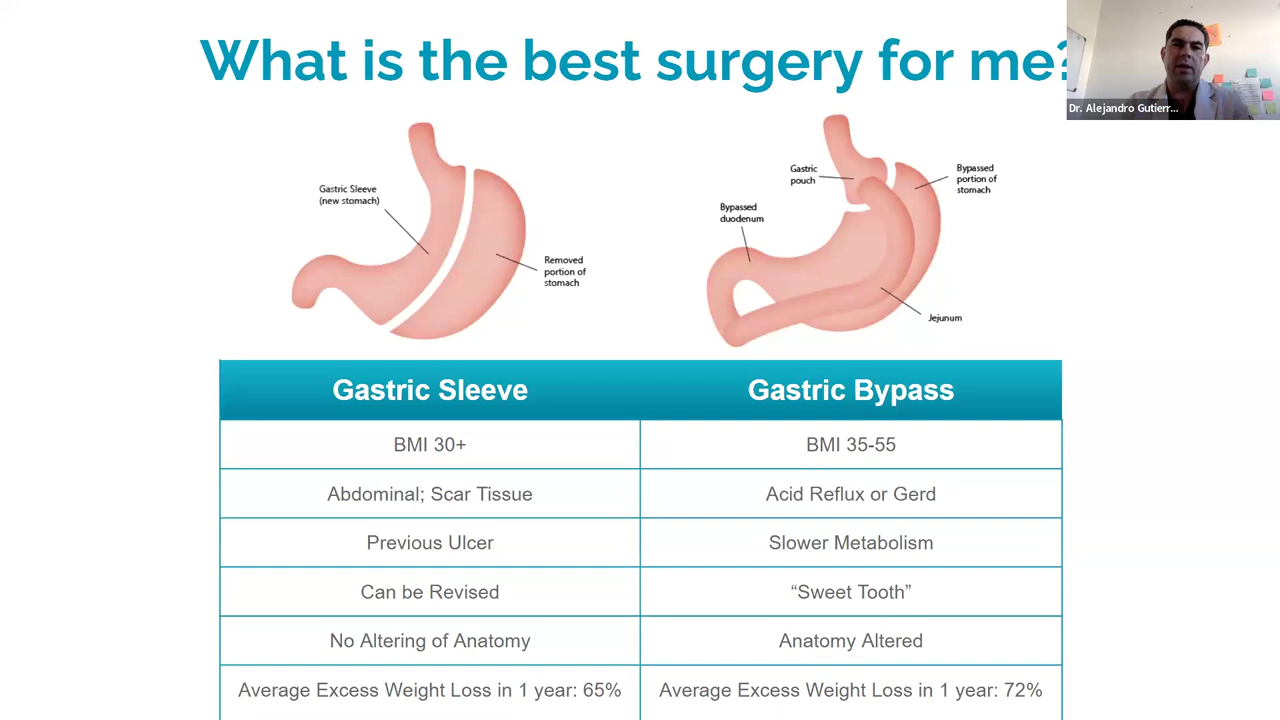 What is the best surgery for me?
Dr. Alejandro Gutierr...
Gastric Sleeve
(new stomach)
Removed
portion of
stomach
Gastric
pouch
Bypassed
portion of
stomach
Bypassed
duodenum
Jejunum
Gastric Sleeve
Gastric Bypass
BMI 30+
BMI 35-55
Abdominal; Scar Tissue
Acid Reflux or Gerd
Previous Ulcer
Slower Metabolism
Can be Revised
“Sweet Tooth”
No Altering of Anatomy
Anatomy Altered
Average Excess Weight Loss in 1 year: 65%
Average Excess Weight Loss in 1 year: 72%